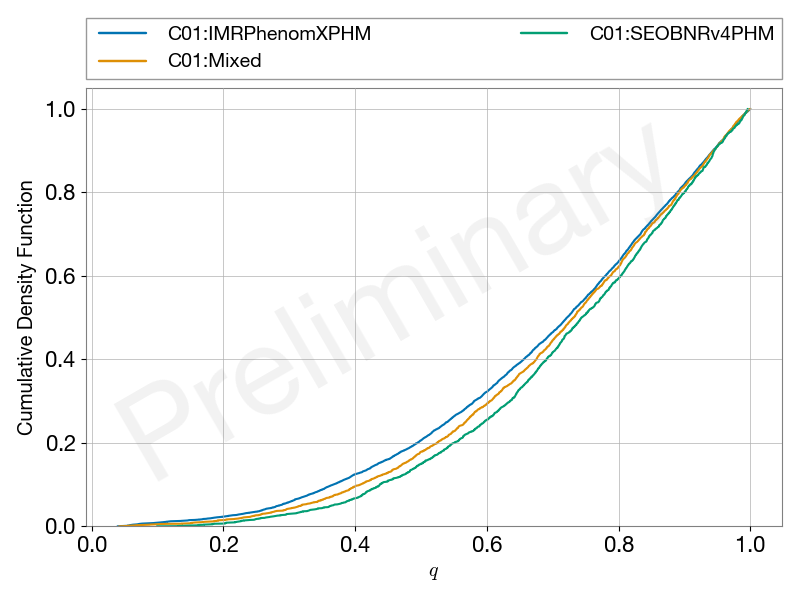 C01:IMRPhenomXPHM
C01:SEOBNRv4PHM
C01:Mixed
Preliminary
Cumulative Density Function
1.0
0.8
0.6
0.4
0.2
0.0
0.0 0.2 0.4 0.6 0.8 1.0
q